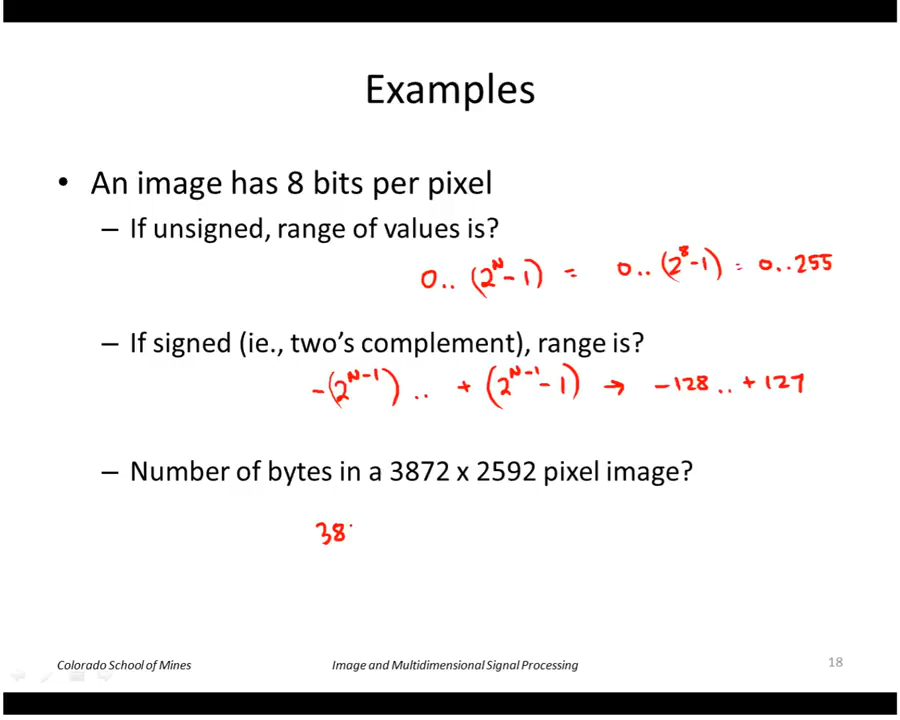 Examples
• An image has 8 bits per pixel
– If unsigned, range of values is?
0.. (2^N - 1) = 0.. (2^8 - 1) = 0..255
– If signed (ie., two's complement), range is?
-(2^N-1) .. + (2^N-1 - 1) → -128 .. + 127
– Number of bytes in a 3872 x 2592 pixel image?
38
Colorado School of Mines Image and Multidimensional Signal Processing 18